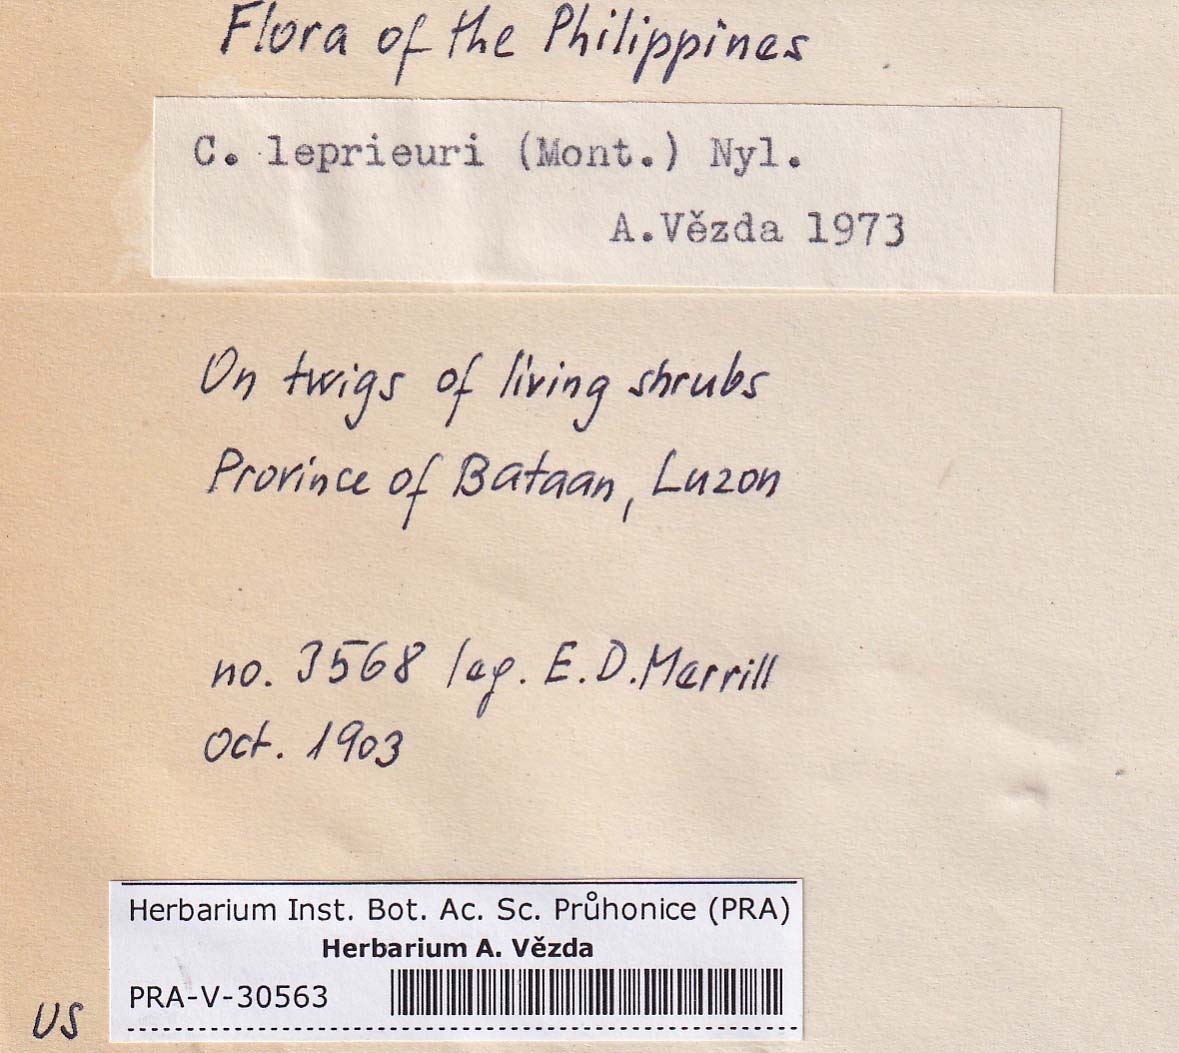 Flora of the Philippines
C. leprieuri (Mont.) Nyl.
A.Vězda 1973
On twigs of living shrubs
Province of Bataan, Luzon
no. 3568 leg. E.D.Merrill
Oct. 1903
Herbarium Inst. Bot. Ac. Sc. Průhonice (PRA)
Herbarium A. Vězda
PRA-V-30563
US